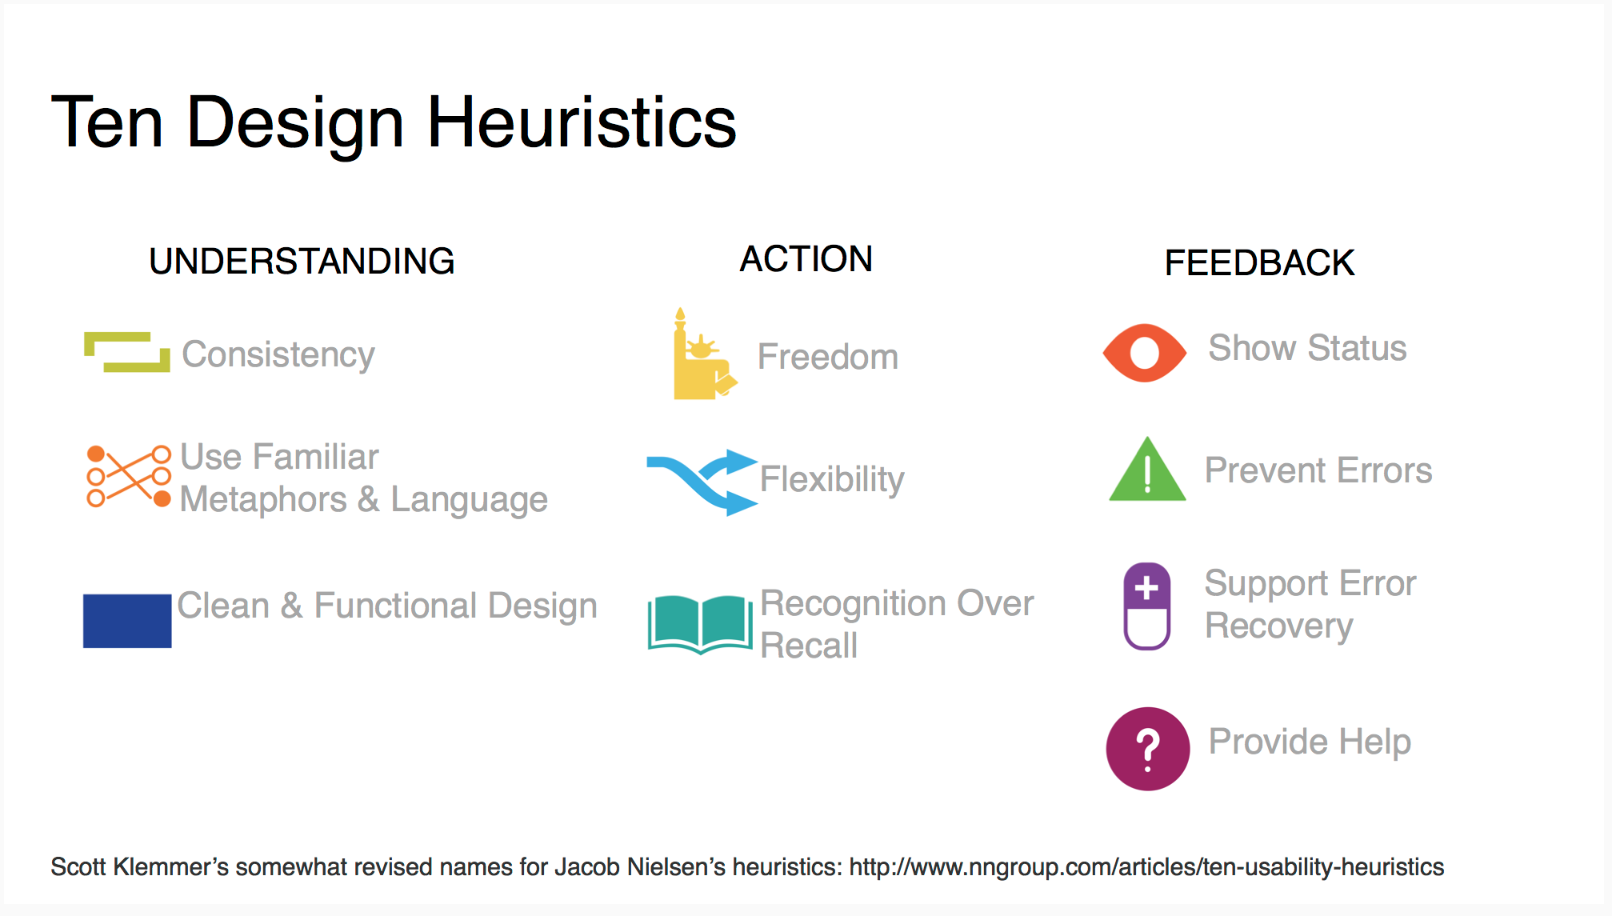 Ten Design Heuristics
UNDERSTANDING
Consistency
Use Familiar
Metaphors & Language
Clean & Functional Design
ACTION
Freedom
Flexibility
Recognition Over
Recall
FEEDBACK
Show Status
Prevent Errors
Support Error
Recovery
Provide Help
Scott Klemmer’s somewhat revised names for Jacob Nielsen’s heuristics: http://www.nngroup.com/articles/ten-usability-heuristics